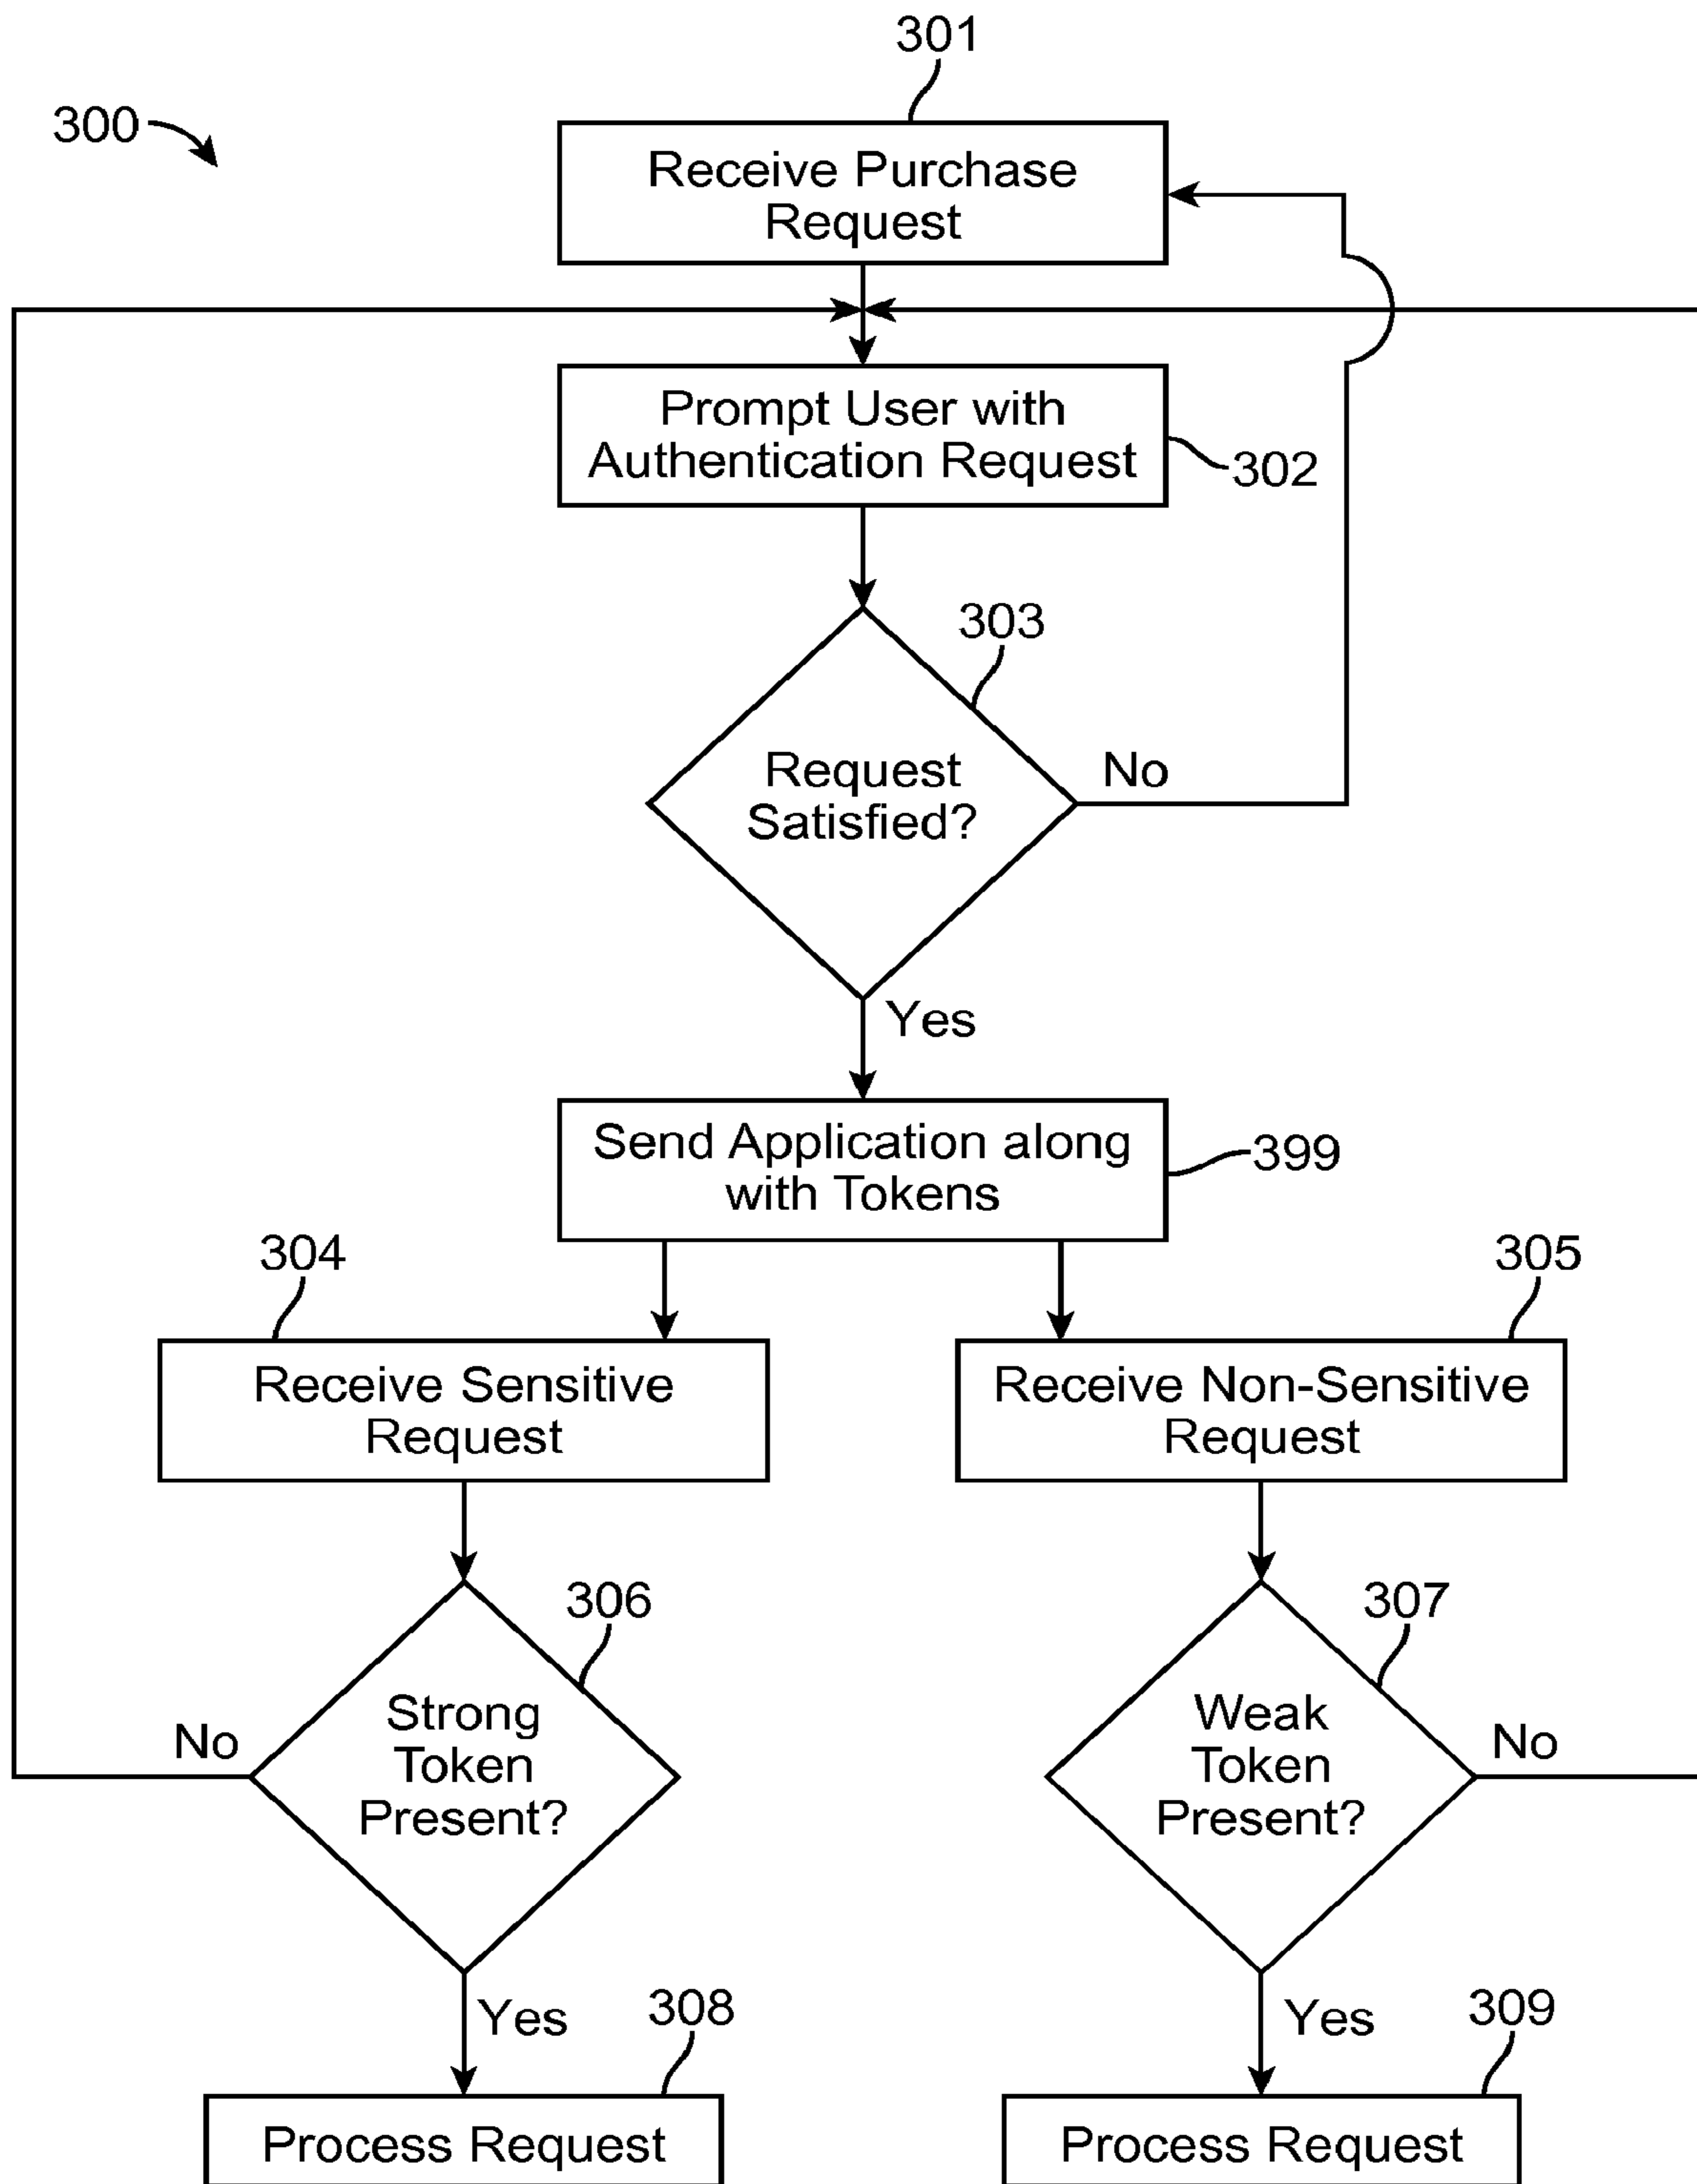 301
300
Receive Purchase
Request
Prompt User with
Authentication Request
302
303
Request
Satisfied?
No
Yes
Send Application along
with Tokens
399
304
305
Receive Sensitive
Request
Receive Non-Sensitive
Request
306
307
Strong
Token
Present?
No
Weak
Token
Present?
No
Yes
308
Yes
309
Process Request
Process Request